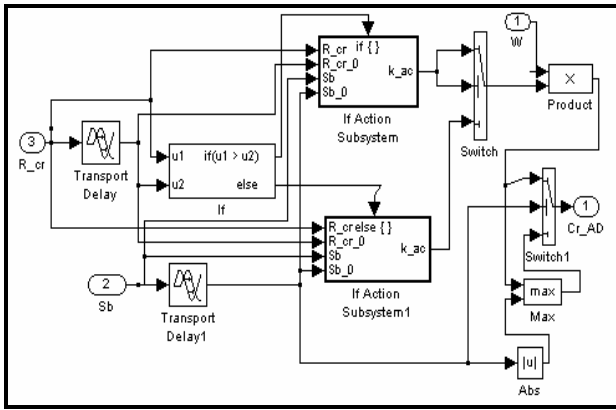 1
W
R_cr if { }
R_cr_0
Sb
Sb_0
k_ac
If Action
Subsystem
Switch
X
Product
3
R_cr
Transport
Delay
u1 if(u1 > u2)
u2 else
If
R_crelse { }
R_cr_0
Sb
Sb_0
k_ac
If Action
Subsystem1
Switch1
1
Cr_AD
max
Max
2
Sb
Transport
Delay1
|u|
Abs